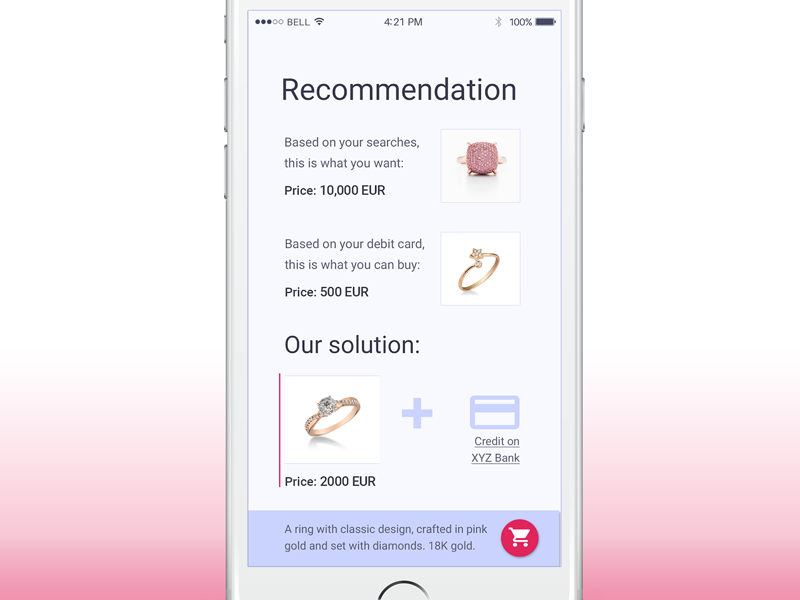 BELL 4:21 PM 100%
Recommendation
Based on your searches,
this is what you want:
Price: 10,000 EUR
Based on your debit card,
this is what you can buy:
Price: 500 EUR
Our solution:
Credit on
XYZ Bank
Price: 2000 EUR
A ring with classic design, crafted in pink
gold and set with diamonds. 18K gold.